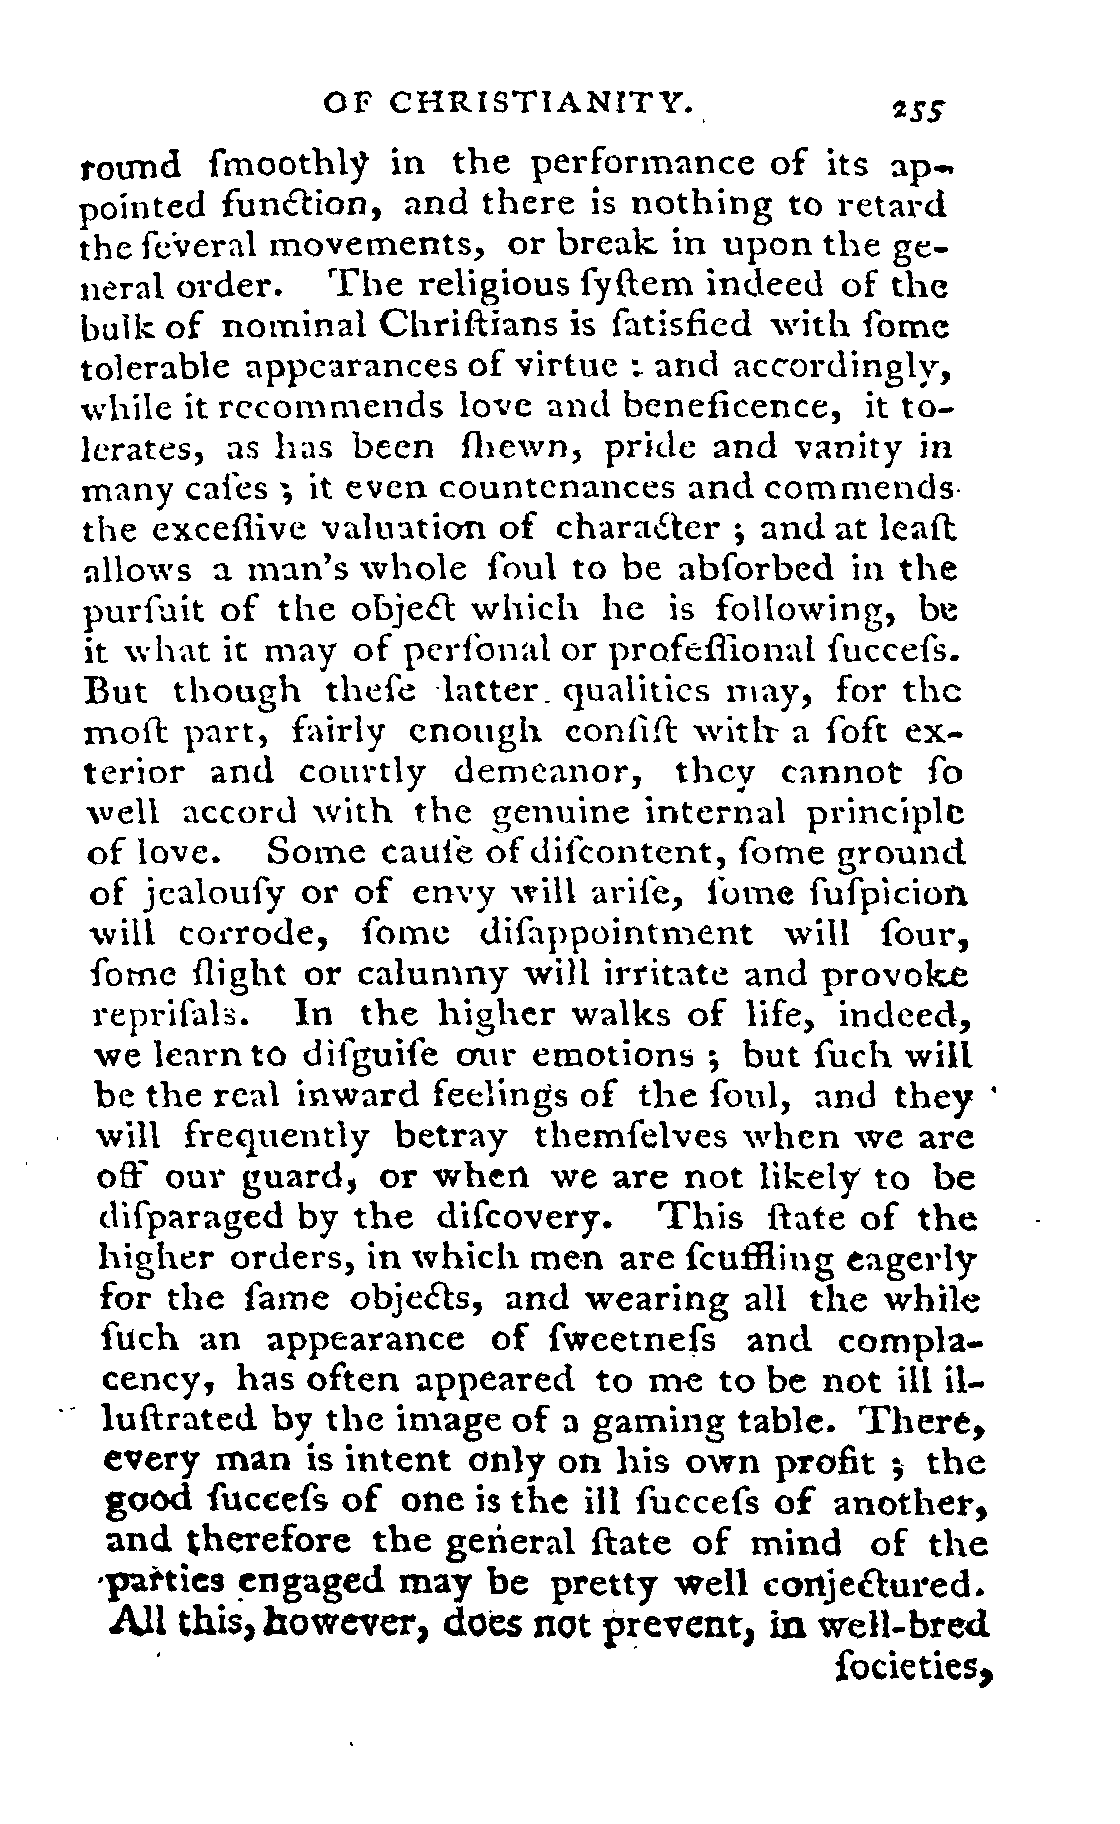 OF CHRISTIANITY. 255
round ſmoothly in the performance of its ap-
pointed function, and there is nothing to retard
the ſeveral movements, or break in upon the ge-
neral order. The religious ſyſtem indeed of the
bulk of nominal Chriſtians is ſatisfied with ſome
tolerable appearances of virtue : and accordingly,
while it recommends love and beneficence, it to-
lerates, as has been ſhewn, pride and vanity in
many caſes ; it even countenances and commends
the exceſſive valuation of character ; and at leaſt
allows a man's whole ſoul to be abſorbed in the
purſuit of the object which he is following, be
it what it may of perſonal or profeſſional ſucceſs.
But though theſe latter qualities may, for the
moſt part, fairly enough conſiſt with a ſoft ex-
terior and courtly demeanor, they cannot ſo
well accord with the genuine internal principle
of love. Some cauſe of diſcontent, ſome ground
of jealouſy or of envy will ariſe, ſome ſuſpicion
will corrode, ſome diſappointment will ſour,
ſome ſlight or calumny will irritate and provoke
repriſals. In the higher walks of life, indeed,
we learn to diſguiſe our emotions ; but ſuch will
be the real inward feelings of the ſoul, and they
will frequently betray themſelves when we are
off our guard, or when we are not likely to be
diſparaged by the diſcovery. This ſtate of the
higher orders, in which men are ſcuffling eagerly
for the ſame objects, and wearing all the while
ſuch an appearance of ſweetneſs and compla-
cency, has often appeared to me to be not ill il-
luſtrated by the image of a gaming table. There,
every man is intent only on his own profit ; the
good ſucceſs of one is the ill ſucceſs of another,
and therefore the general ſtate of mind of the
parties engaged may be pretty well conjectured.
All this, however, does not prevent, in well-bred
ſocieties,